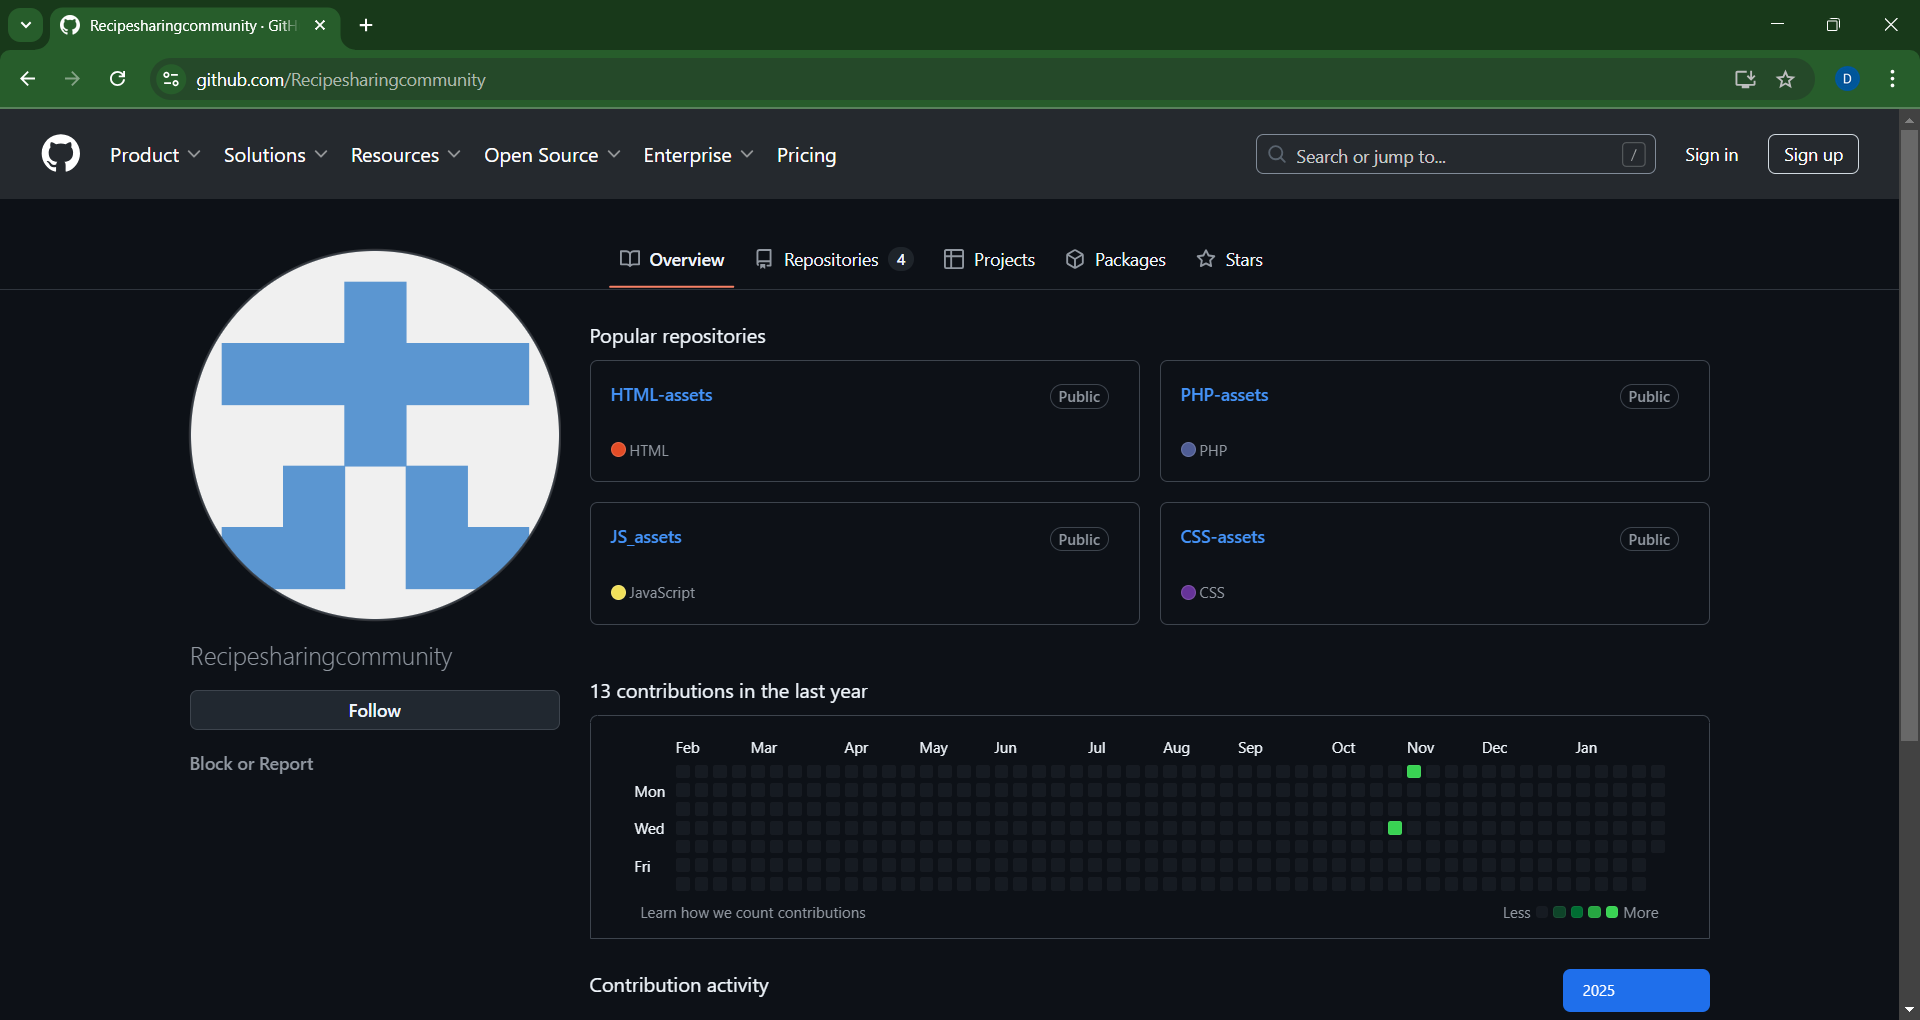 Recipesharingcommunity · GitH
github.com/Recipesharingcommunity
D
Product Solutions Resources Open Source Enterprise Pricing
Search or jump to...
/
Sign in
Sign up
Overview
Repositories 4
Projects
Packages
Stars
Popular repositories
HTML-assets
Public
HTML
PHP-assets
Public
PHP
JS_assets
Public
JavaScript
CSS-assets
Public
CSS
Recipesharingcommunity
Follow
Block or Report
13 contributions in the last year
Feb Mar Apr May Jun Jul Aug Sep Oct Nov Dec Jan
Mon
Wed
Fri
Learn how we count contributions
Less More
Contribution activity
2025